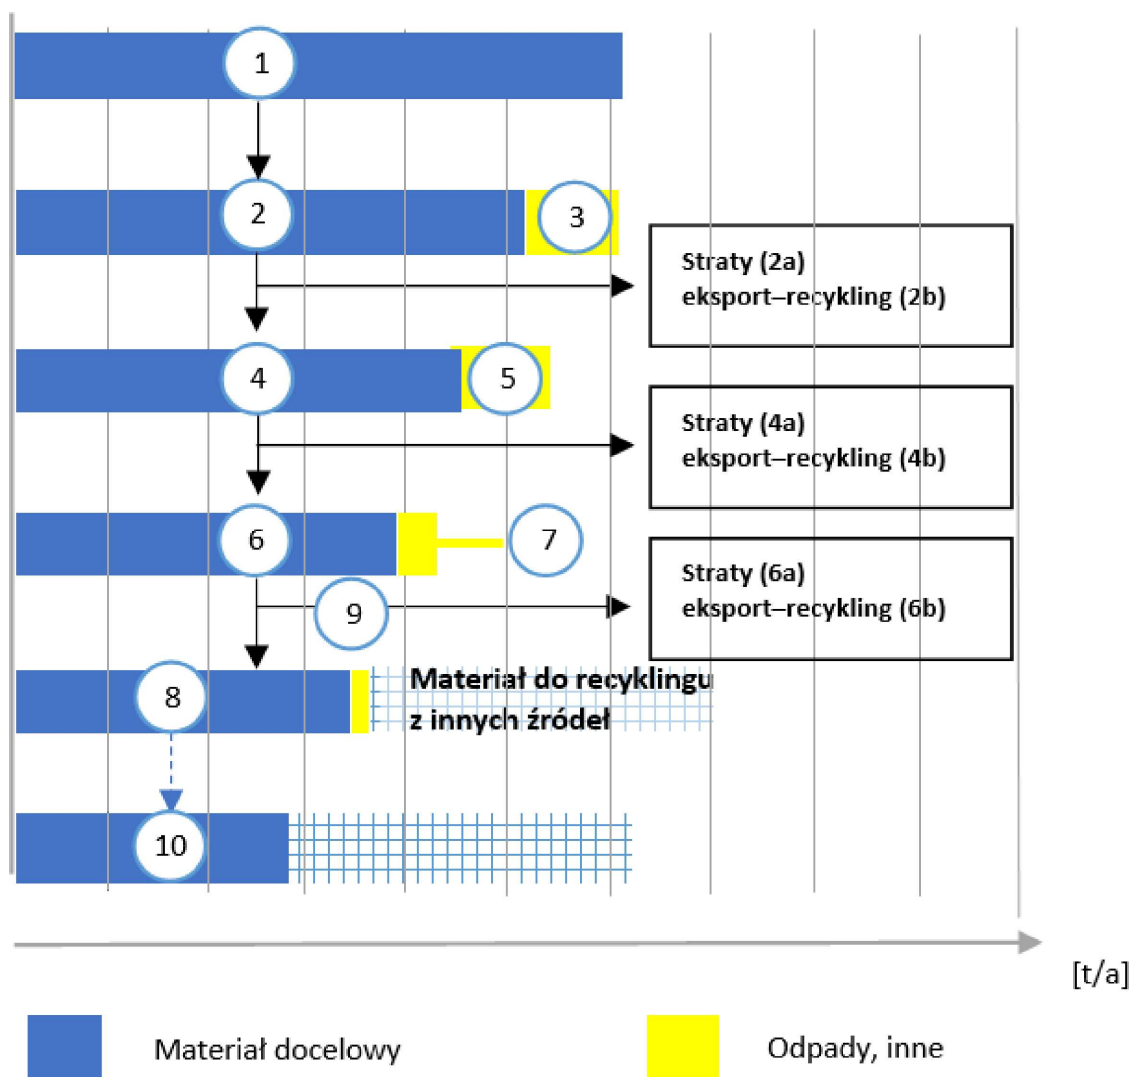 1
2
3
Straty (2a)
eksport–recykling (2b)
4
5
Straty (4a)
eksport–recykling (4b)
6
7
Straty (6a)
eksport–recykling (6b)
9
8
Materiał do recyklingu
z innych źródeł
10
[t/a]
Materiał docelowy
Odpady, inne